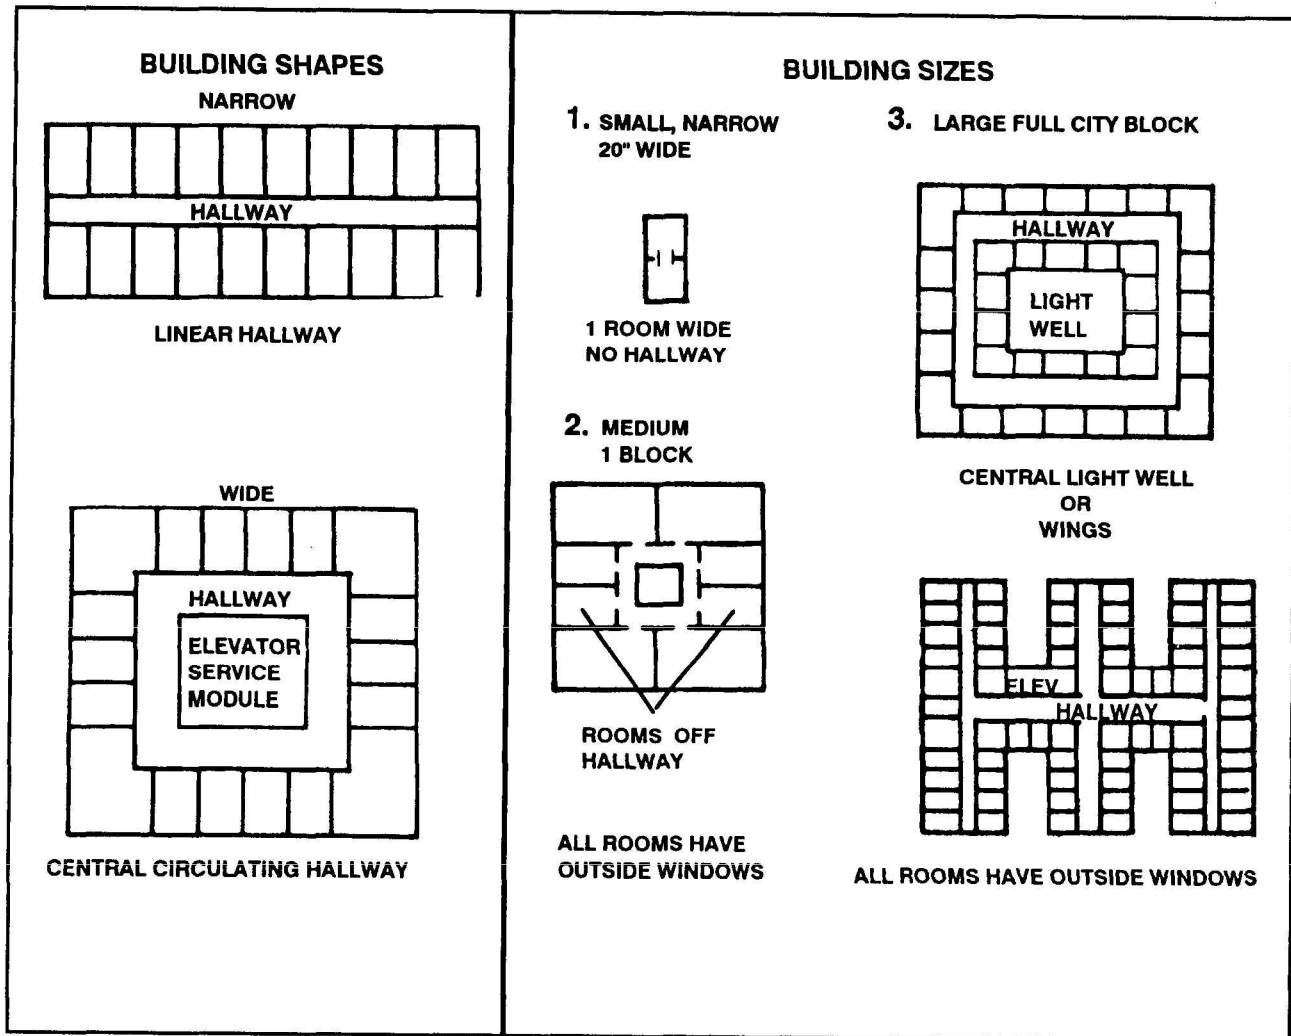 BUILDING SHAPES
NARROW
HALLWAY
LINEAR HALLWAY
WIDE
HALLWAY
ELEVATOR
SERVICE
MODULE
CENTRAL CIRCULATING HALLWAY
BUILDING SIZES
1. SMALL, NARROW
20" WIDE
1 ROOM WIDE
NO HALLWAY
2. MEDIUM
1 BLOCK
ROOMS OFF
HALLWAY
ALL ROOMS HAVE
OUTSIDE WINDOWS
3. LARGE FULL CITY BLOCK
HALLWAY
LIGHT
WELL
CENTRAL LIGHT WELL
OR
WINGS
ELEV
HALLWAY
ALL ROOMS HAVE OUTSIDE WINDOWS